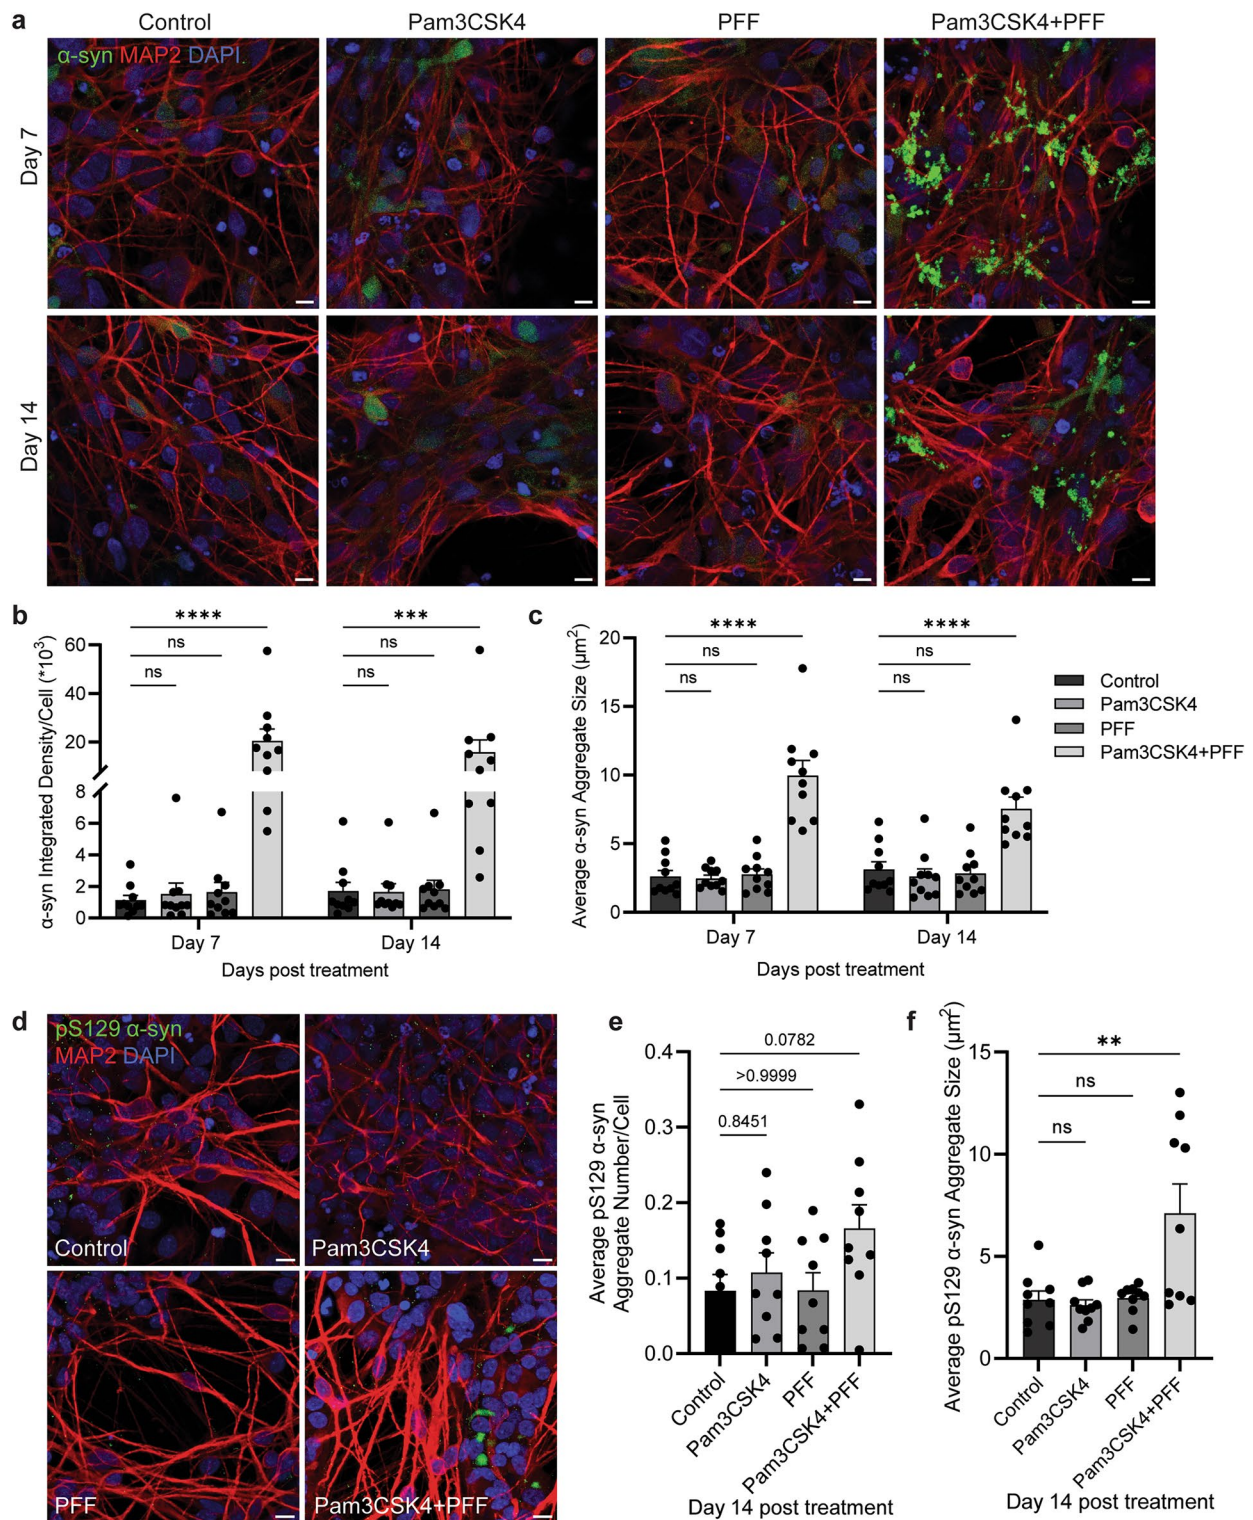 a
Control
Pam3CSK4
PFF
Pam3CSK4+PFF
α-syn MAP2 DAPI
Day 7
Day 14
b
α-syn Integrated Density/Cell (*10³)
60
40
20
8
6
4
2
0
****
ns
ns
***
ns
ns
Day 7
Day 14
Days post treatment
c
Average α-syn Aggregate Size (µm²)
20
15
10
5
0
****
ns
ns
****
ns
ns
Day 7
Day 14
Days post treatment
Control
Pam3CSK4
PFF
Pam3CSK4+PFF
d
pS129 α-syn
MAP2 DAPI
Control
Pam3CSK4
PFF
Pam3CSK4+PFF
e
Average pS129 α-syn
Aggregate Number/Cell
0.4
0.3
0.2
0.1
0.0
0.0782
>0.9999
0.8451
Control
Pam3CSK4
PFF
Pam3CSK4+PFF
Day 14 post treatment
f
Average pS129 α-syn Aggregate Size (µm²)
15
10
5
0
**
ns
ns
Control
Pam3CSK4
PFF
Pam3CSK4+PFF
Day 14 post treatment